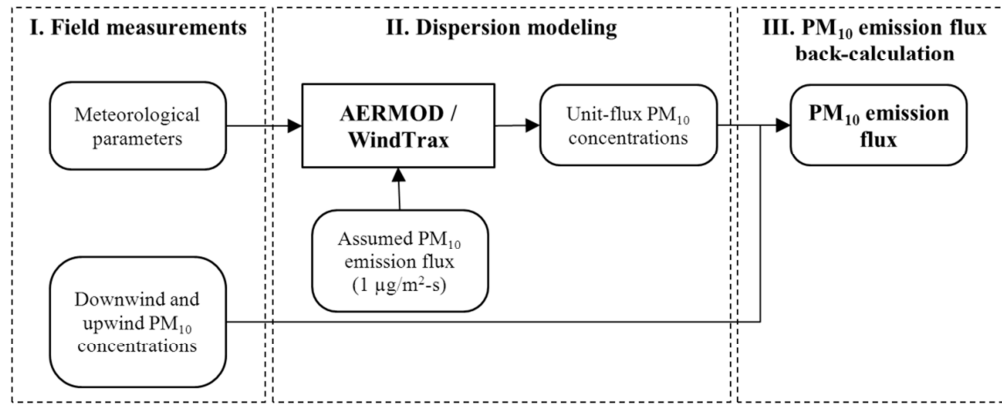 I. Field measurements
Meteorological
parameters
Downwind and
upwind PM₁₀
concentrations
II. Dispersion modeling
AERMOD /
WindTrax
Assumed PM₁₀
emission flux
(1 µg/m²-s)
Unit-flux PM₁₀
concentrations
III. PM₁₀ emission flux
back-calculation
PM₁₀ emission
flux